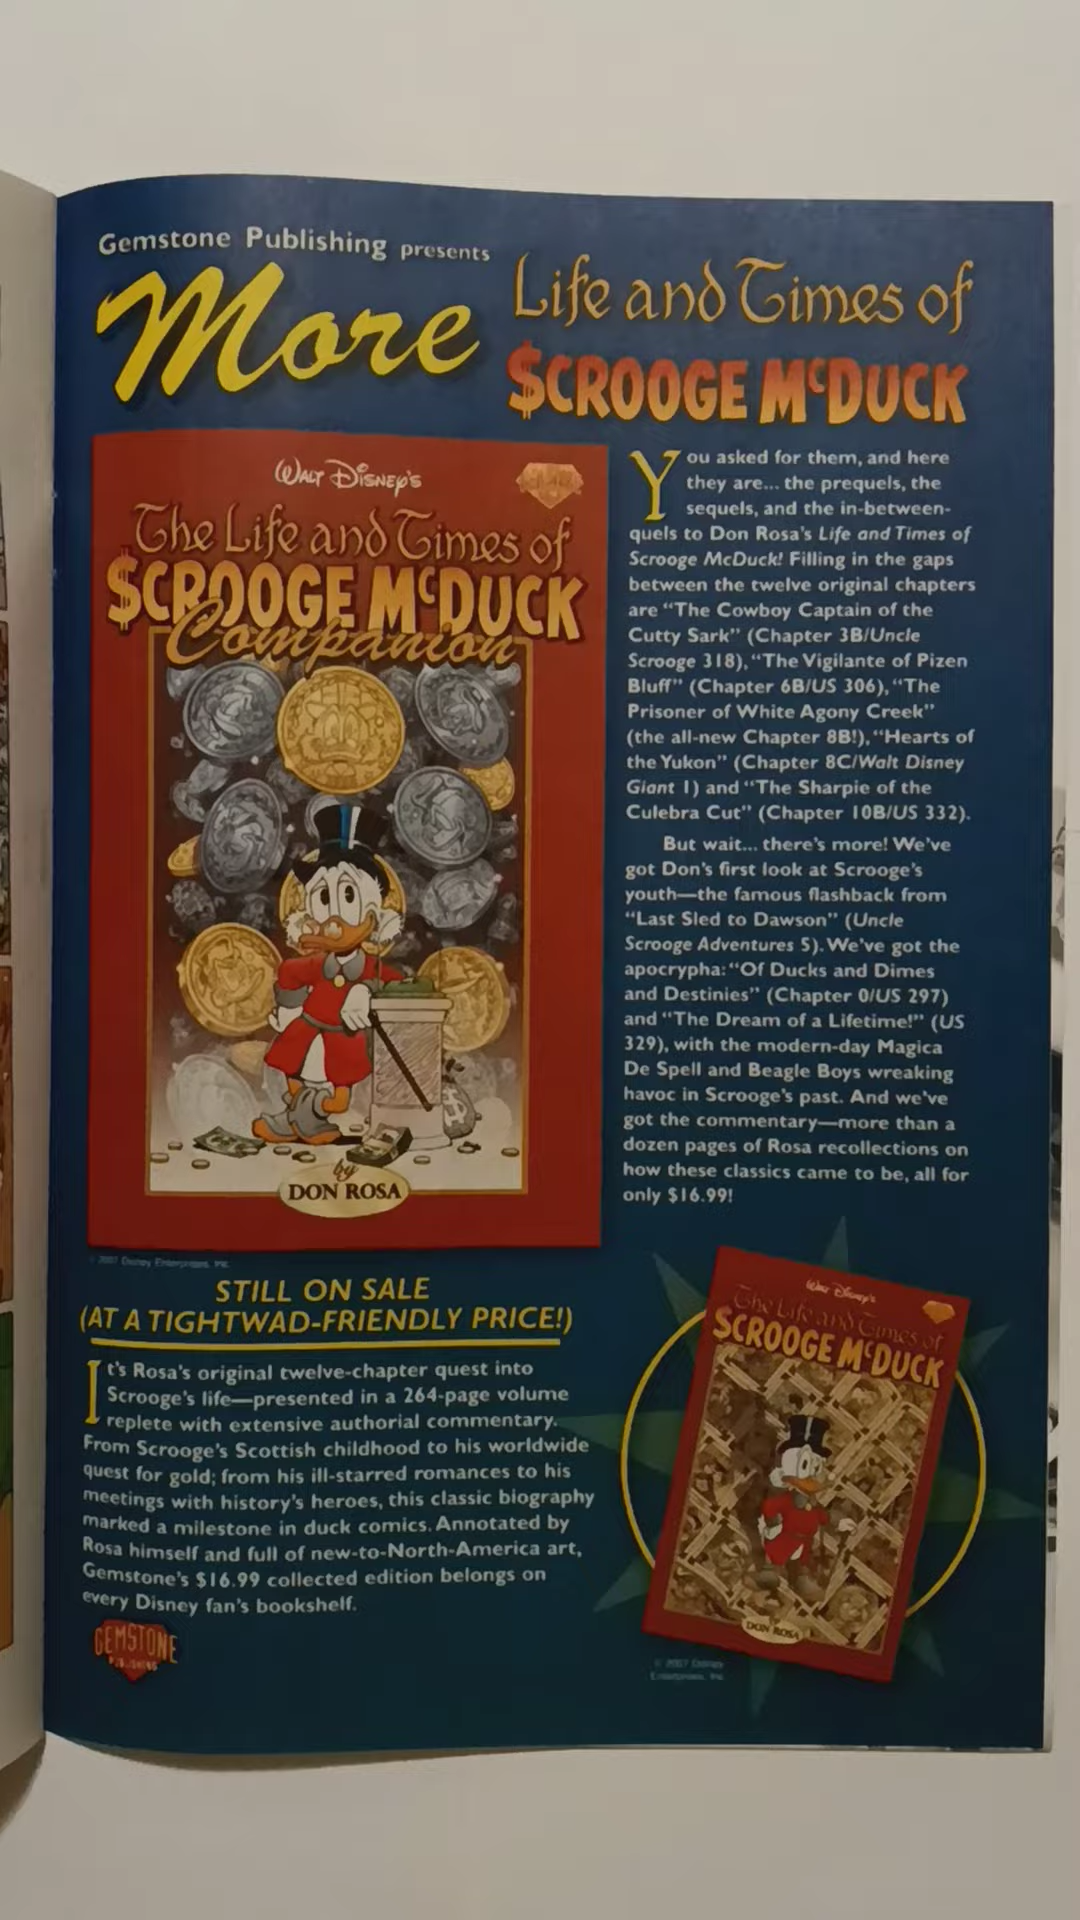 Gemstone Publishing presents
More
Life and Times of
$CROOGE McDUCK
WALT DISNEY'S
The Life and Times of
$CROOGE McDUCK
Companion
by
DON ROSA
© 2007 Disney Enterprises, Inc.
You asked for them, and here
they are... the prequels, the
sequels, and the in-between-
quels to Don Rosa's Life and Times of
Scrooge McDuck! Filling in the gaps
between the twelve original chapters
are "The Cowboy Captain of the
Cutty Sark" (Chapter 3B/Uncle
Scrooge 318), "The Vigilante of Pizen
Bluff" (Chapter 6B/US 306), "The
Prisoner of White Agony Creek"
(the all-new Chapter 8B!), "Hearts of
the Yukon" (Chapter 8C/Walt Disney
Giant 1) and "The Sharpie of the
Culebra Cut" (Chapter 10B/US 332).
But wait... there's more! We've
got Don's first look at Scrooge's
youth—the famous flashback from
"Last Sled to Dawson" (Uncle
Scrooge Adventures 5). We've got the
apocrypha: "Of Ducks and Dimes
and Destinies" (Chapter 0/US 297)
and "The Dream of a Lifetime!" (US
329), with the modern-day Magica
De Spell and Beagle Boys wreaking
havoc in Scrooge's past. And we've
got the commentary—more than a
dozen pages of Rosa recollections on
how these classics came to be, all for
only $16.99!
STILL ON SALE
(AT A TIGHTWAD-FRIENDLY PRICE!)
It's Rosa's original twelve-chapter quest into
Scrooge's life—presented in a 264-page volume
replete with extensive authorial commentary.
From Scrooge's Scottish childhood to his worldwide
quest for gold; from his ill-starred romances to his
meetings with history's heroes, this classic biography
marked a milestone in duck comics. Annotated by
Rosa himself and full of new-to-North-America art,
Gemstone's $16.99 collected edition belongs on
every Disney fan's bookshelf.
GEMSTONE
PUBLISHING
WALT DISNEY'S
The Life and Times of
$CROOGE McDUCK
DON ROSA
© 2007 Disney
Enterprises, Inc.